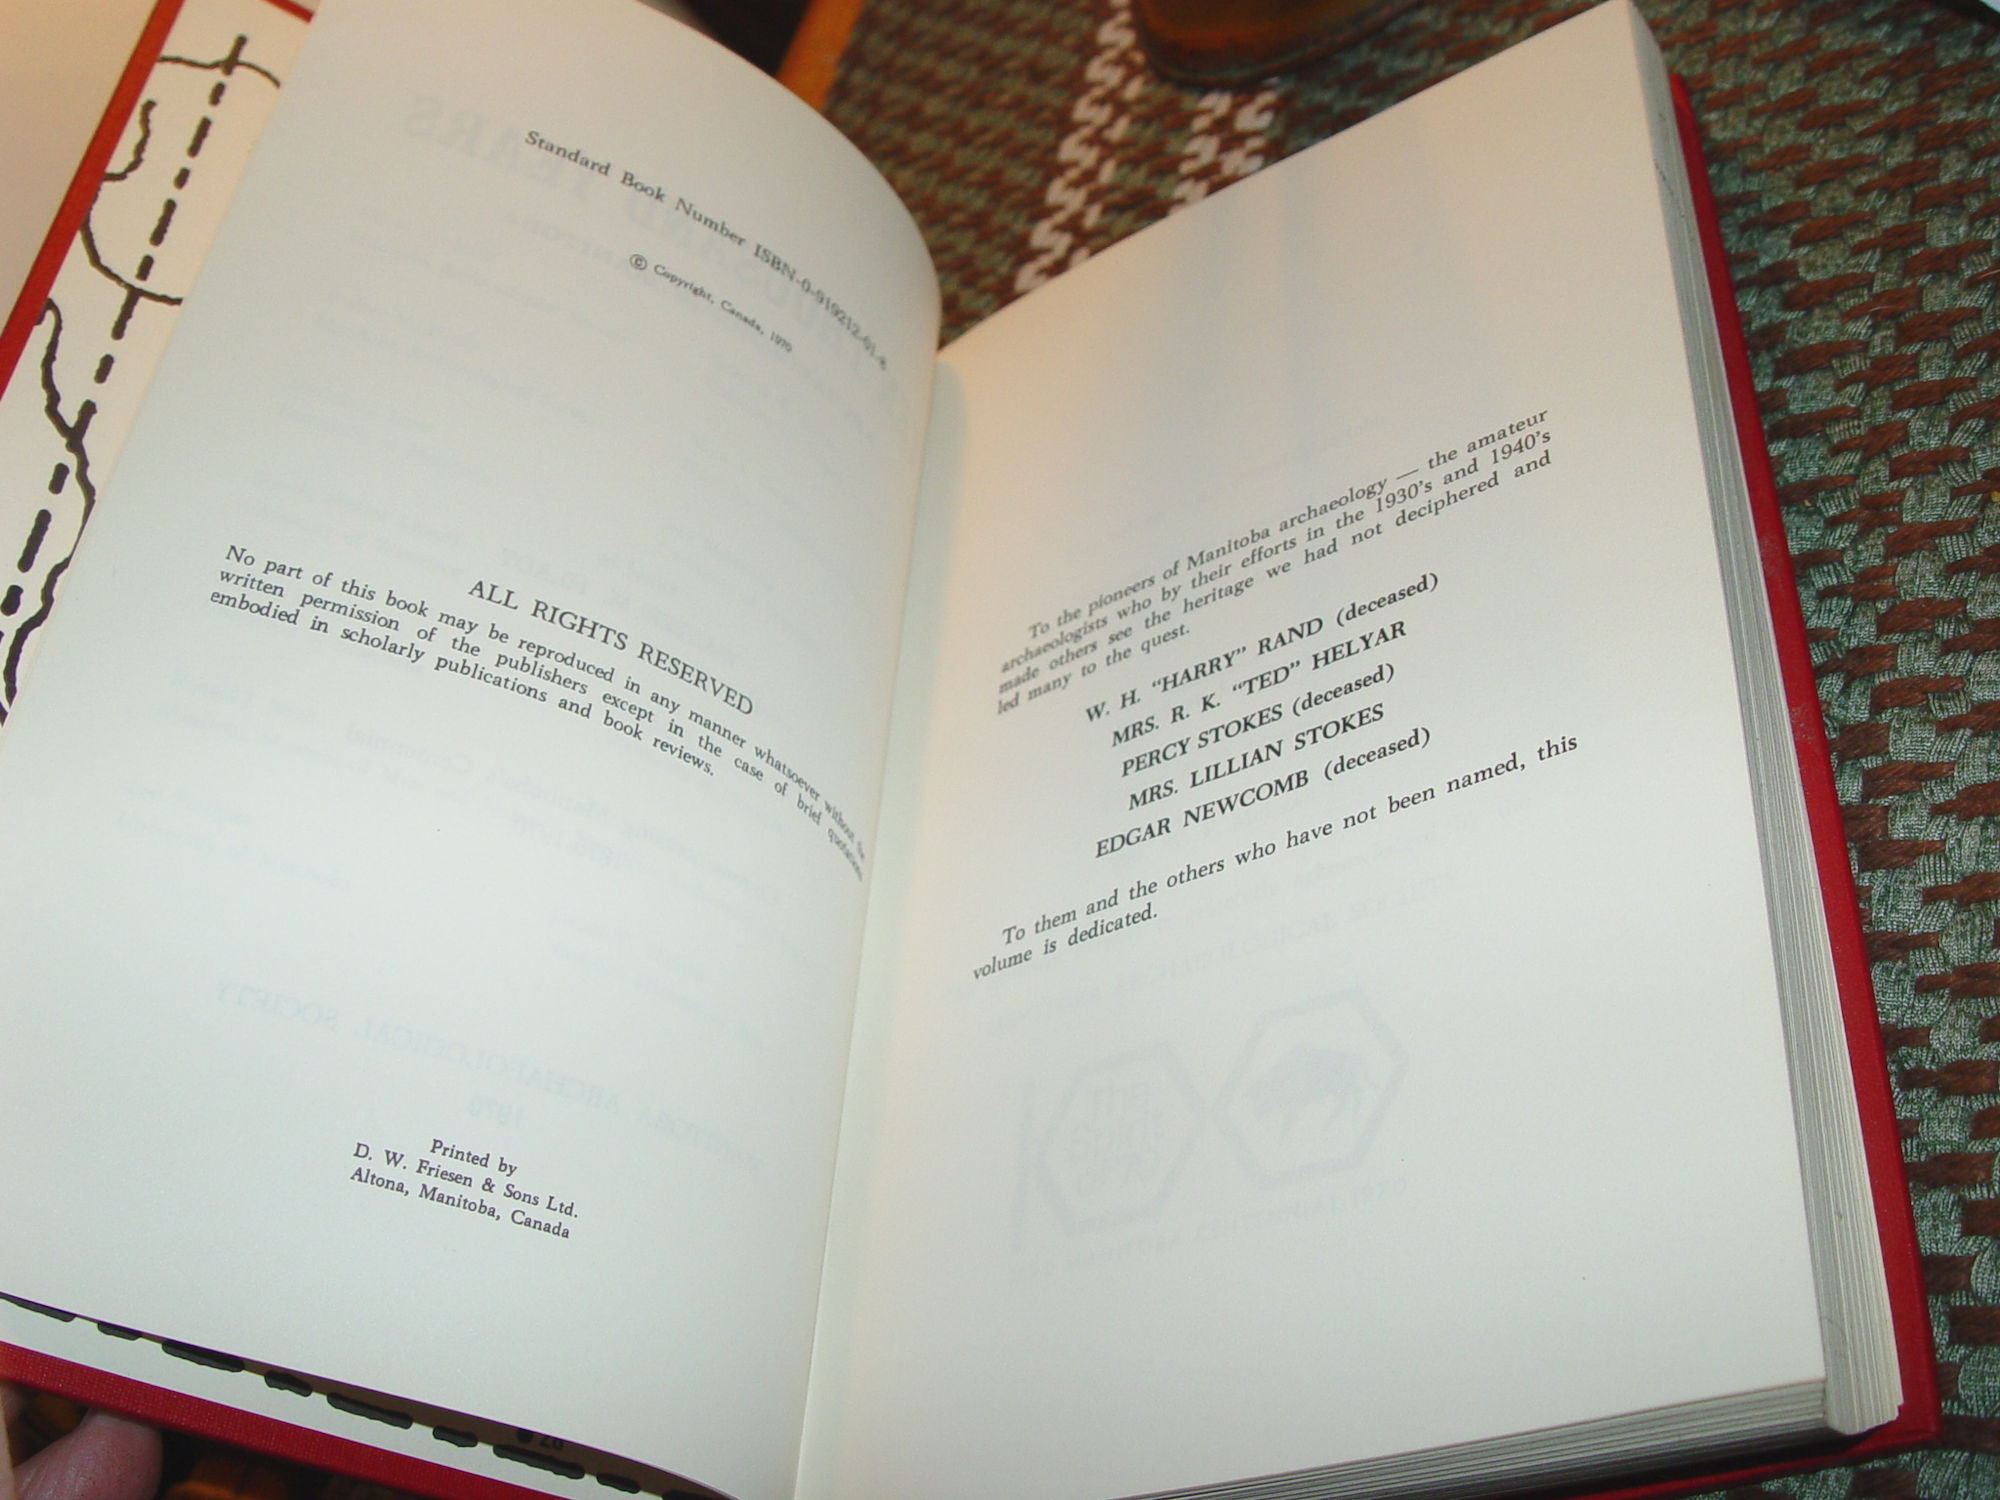 Standard Book Number ISBN-0-919212-01-8
© Copyright, Canada, 1970
ALL RIGHTS RESERVED
No part of this book may be reproduced in any manner whatsoever without the
written permission of the publishers except in the case of brief quotations
embodied in scholarly publications and book reviews.
Printed by
D. W. Friesen & Sons Ltd.
Altona, Manitoba, Canada
To the pioneers of Manitoba archaeology — the amateur
archaeologists who by their efforts in the 1930's and 1940's
made others see the heritage we had not deciphered and
led many to the quest.
W. H. "HARRY" RAND (deceased)
MRS. R. K. "TED" HELYAR
PERCY STOKES (deceased)
MRS. LILLIAN STOKES
EDGAR NEWCOMB (deceased)
To them and the others who have not been named, this
volume is dedicated.